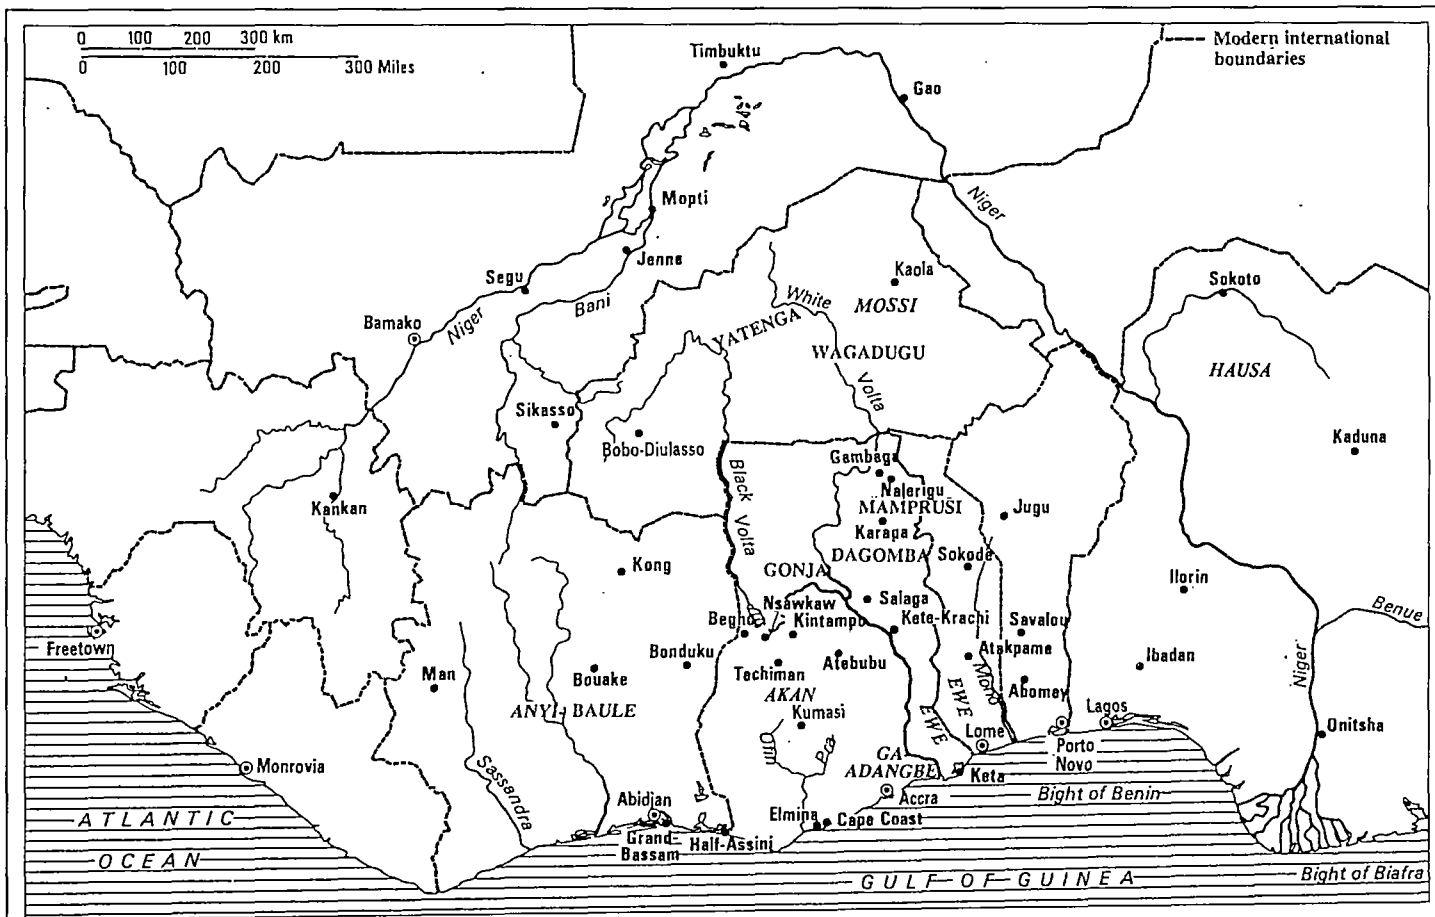 0 100 200 300 km
0 100 200 300 Miles
Modern international
boundaries
Timbuktu
Gao
Niger
Mopti
Jenne
Segu
Bani
Niger
Bamako
Kaola
MOSSI
White
YATENGA
WAGADUGU
Volta
Sokoto
HAUSA
Kaduna
Sikasso
Bobo-Diulasso
Kankan
Black
Volta
Gambaga
Nalerigu
MAMPRUSI
Karapa
DAGOMBA
Jugu
Sokode
Kong
GONJA
Ilorin
Benue
Nsawkaw
Salaga
Begho
Kintampo
Kete-Krachi
Savalou
Freetown
Man
Bouake
Bonduku
Tachiman
Atebubu
Atakpame
Ibadan
Niger
ANYI-BAULE
AKAN
Kumasi
EWE
EWE
Mono
Abomey
Lagos
Onitsha
Ofin
Pra
Lome
Porto
Novo
Monrovia
Sassandra
GA-
ADANGBE
Keta
Bight of Benin
Abidjan
Accra
ATLANTIC
OCEAN
Grand-
Bassam
Half-Assini
Elmina
Cape Coast
GULF OF GUINEA
Bight of Biafra